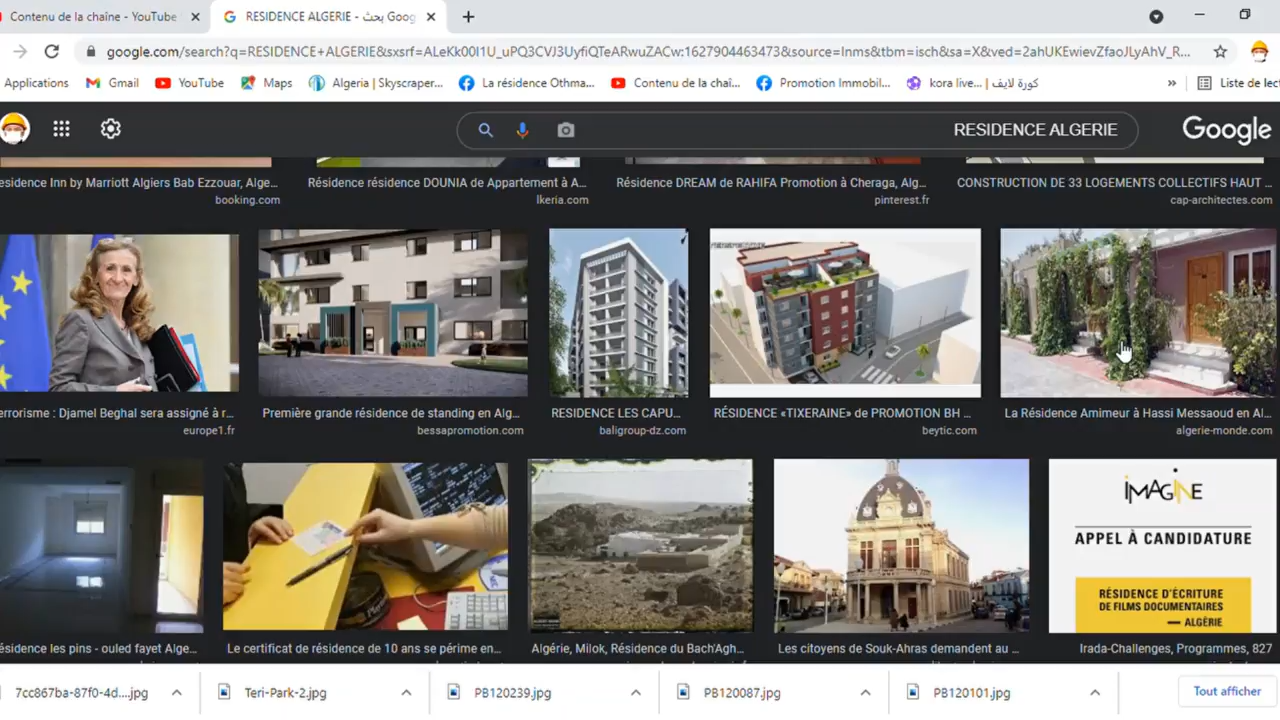 Contenu de la chaîne - YouTube
RESIDENCE ALGERIE - بحث Goog
google.com/search?q=RESIDENCE+ALGERIE&sxsrf=ALeKk00I1U_uPQ3CVJ3UyfiQTeARwuZACw:1627904463473&source=lnms&tbm=isch&sa=X&ved=2ahUKEwievZfaoJLyAhV_R...
Applications
Gmail
YouTube
Maps
Algeria | Skyscraper...
La résidence Othma...
Contenu de la chaî...
Promotion Immobil...
kora live... | كورة لايف
»
Liste de lect
RESIDENCE ALGERIE
Google
esidence Inn by Marriott Algiers Bab Ezzouar, Alge...
booking.com
Résidence résidence DOUNIA de Appartement à A...
Lkeria.com
Résidence DREAM de RAHIFA Promotion à Cheraga, Alg...
pinterest.fr
CONSTRUCTION DE 33 LOGEMENTS COLLECTIFS HAUT ...
cap-architectes.com
errorisme : Djamel Beghal sera assigné à r...
europe1.fr
Première grande résidence de standing en Alg...
bessapromotion.com
RESIDENCE LES CAPU...
baligroup-dz.com
RÉSIDENCE «TIXERAINE» de PROMOTION BH ...
beytic.com
La Résidence Amimeur à Hassi Messaoud en Al...
algerie-monde.com
IMAGINE
APPEL À CANDIDATURE
RÉSIDENCE D'ÉCRITURE
DE FILMS DOCUMENTAIRES
— ALGÉRIE
ésidence les pins - ouled fayet Alge...
Le certificat de résidence de 10 ans se périme en...
Algérie, Milok, Résidence du Bach'Agh...
Les citoyens de Souk-Ahras demandent au ...
Irada-Challenges, Programmes, 827
7cc867ba-87f0-4d....jpg
Teri-Park-2.jpg
PB120239.jpg
PB120087.jpg
PB120101.jpg
Tout afficher